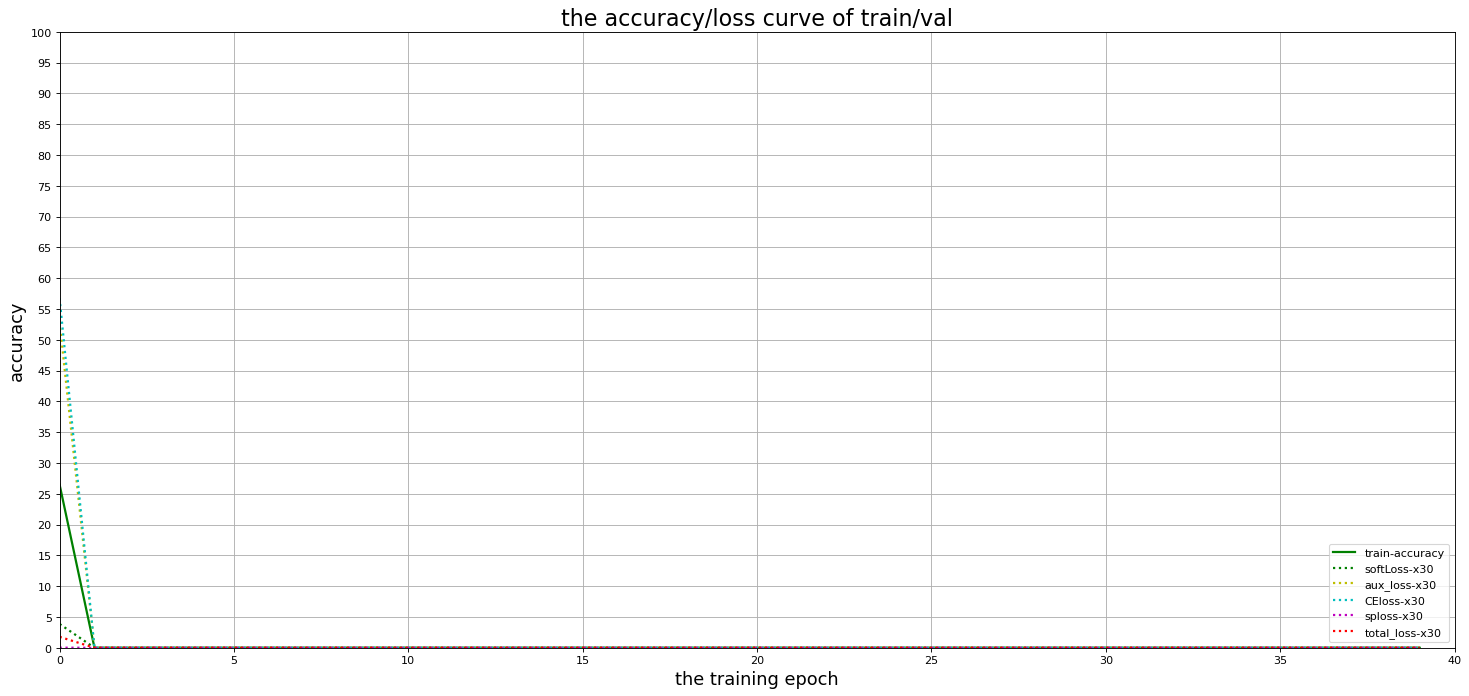 the accuracy/loss curve of train/val
100
95
90
85
80
75
70
65
60
55
50
45
40
35
30
25
20
15
10
5
0
accuracy
train-accuracy
softLoss-x30
aux_loss-x30
CEloss-x30
sploss-x30
total_loss-x30
0 5 10 15 20 25 30 35 40
the training epoch